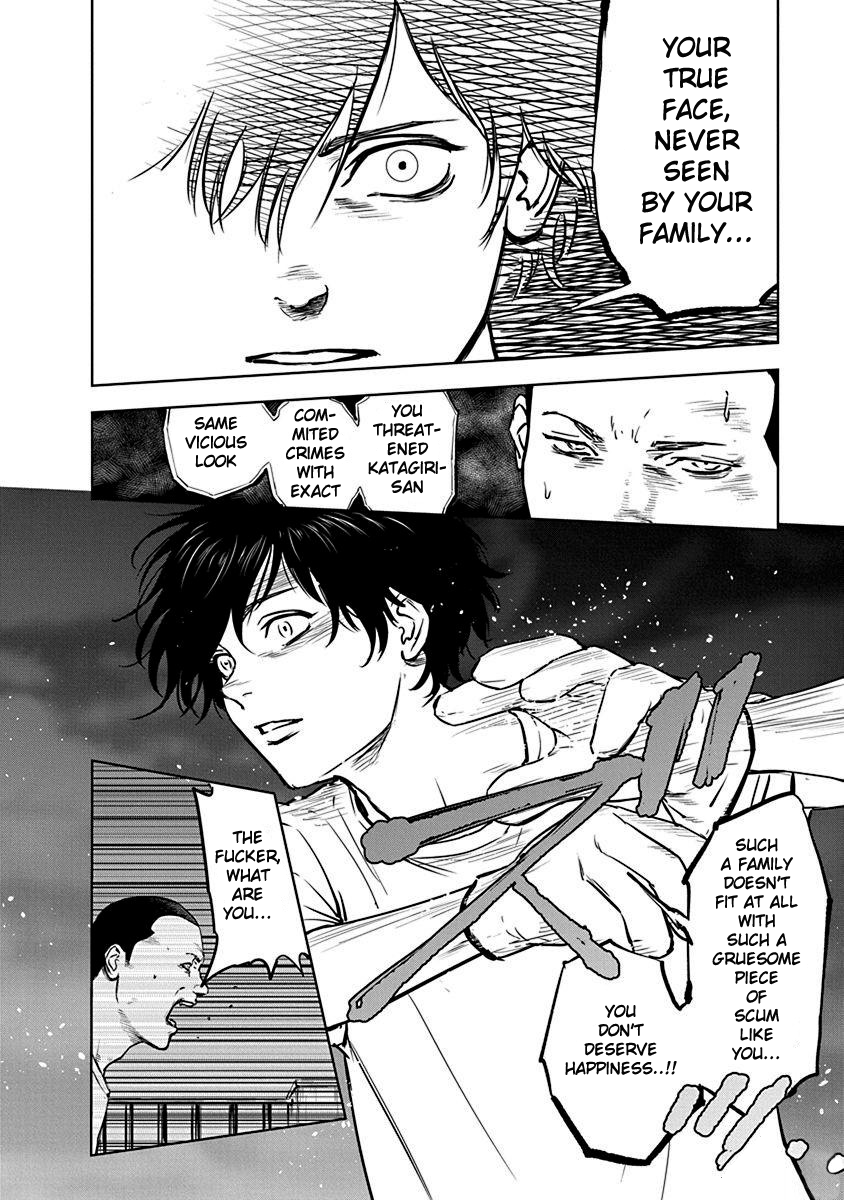 YOUR
TRUE
FACE,
NEVER
SEEN
BY YOUR
FAMILY...
YOU
THREAT-
ENED
KATAGIRI-
SAN
COM-
MITED
CRIMES
WITH
EXACT
SAME
VICIOUS
LOOK
SUCH
A FAMILY
DOESN'T
FIT AT ALL
WITH
SUCH A
GRUESOME
PIECE
OF
SCUM
LIKE
YOU...
YOU
DON'T
DESERVE
HAPPINESS..!!
THE
FUCKER,
WHAT
ARE
YOU...